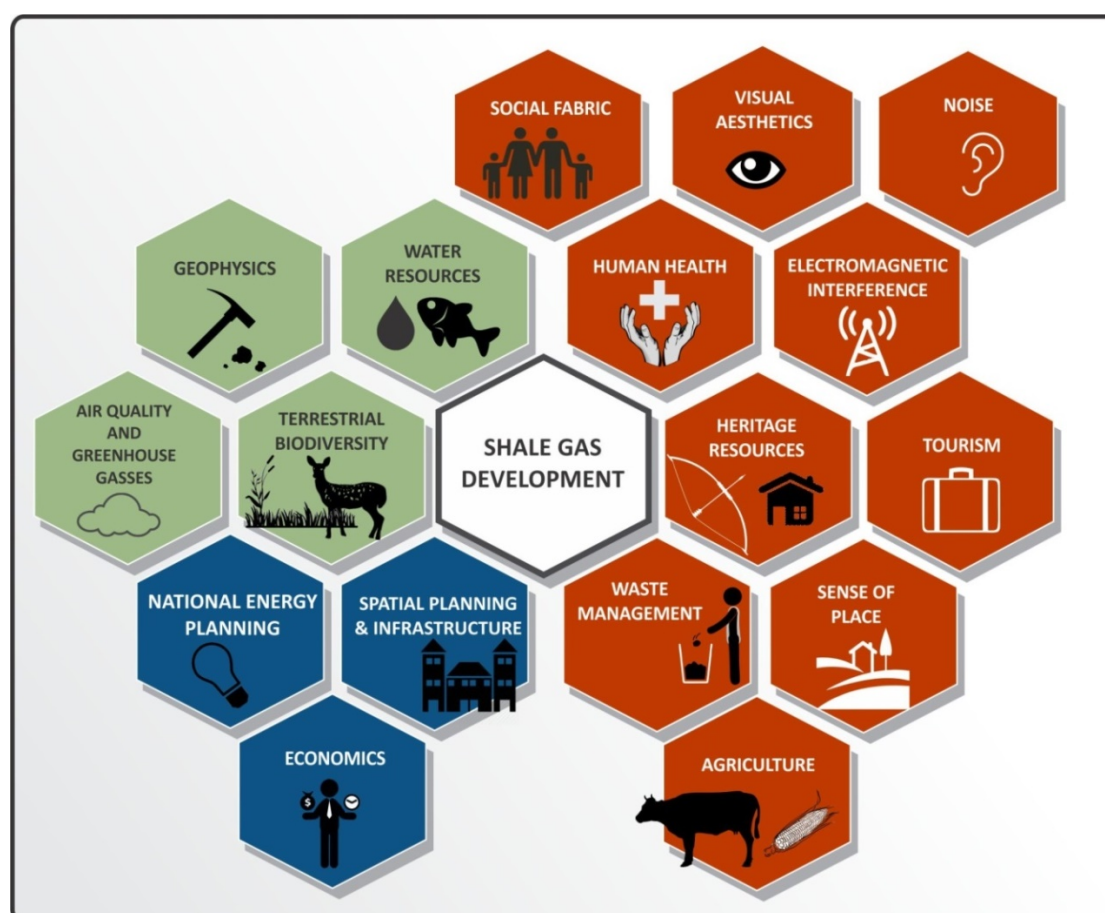 SOCIAL FABRIC
VISUAL
AESTHETICS
NOISE
GEOPHYSICS
WATER
RESOURCES
HUMAN HEALTH
ELECTROMAGNETIC
INTERFERENCE
AIR QUALITY
AND
GREENHOUSE
GASSES
TERRESTRIAL
BIODIVERSITY
SHALE GAS
DEVELOPMENT
HERITAGE
RESOURCES
TOURISM
NATIONAL ENERGY
PLANNING
SPATIAL PLANNING
& INFRASTRUCTURE
WASTE
MANAGEMENT
SENSE OF
PLACE
ECONOMICS
$
AGRICULTURE